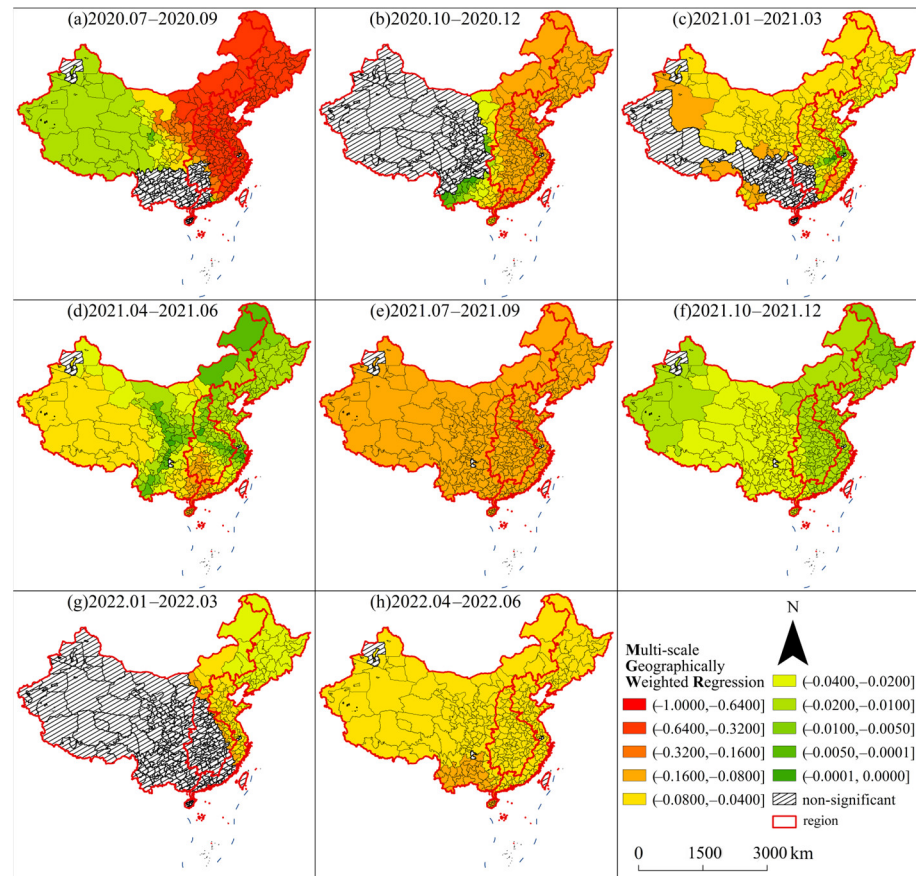 (a)2020.07–2020.09
(b)2020.10–2020.12
(c)2021.01–2021.03
(d)2021.04–2021.06
(e)2021.07–2021.09
(f)2021.10–2021.12
(g)2022.01–2022.03
(h)2022.04–2022.06
N
Multi-scale
Geographically
Weighted Regression
(–1.0000,–0.6400]
(–0.6400,–0.3200]
(–0.3200,–0.1600]
(–0.1600,–0.0800]
(–0.0800,–0.0400]
(–0.0400,–0.0200]
(–0.0200,–0.0100]
(–0.0100,–0.0050]
(–0.0050,–0.0001]
(–0.0001, 0.0000]
non-significant
region
0 1500 3000 km